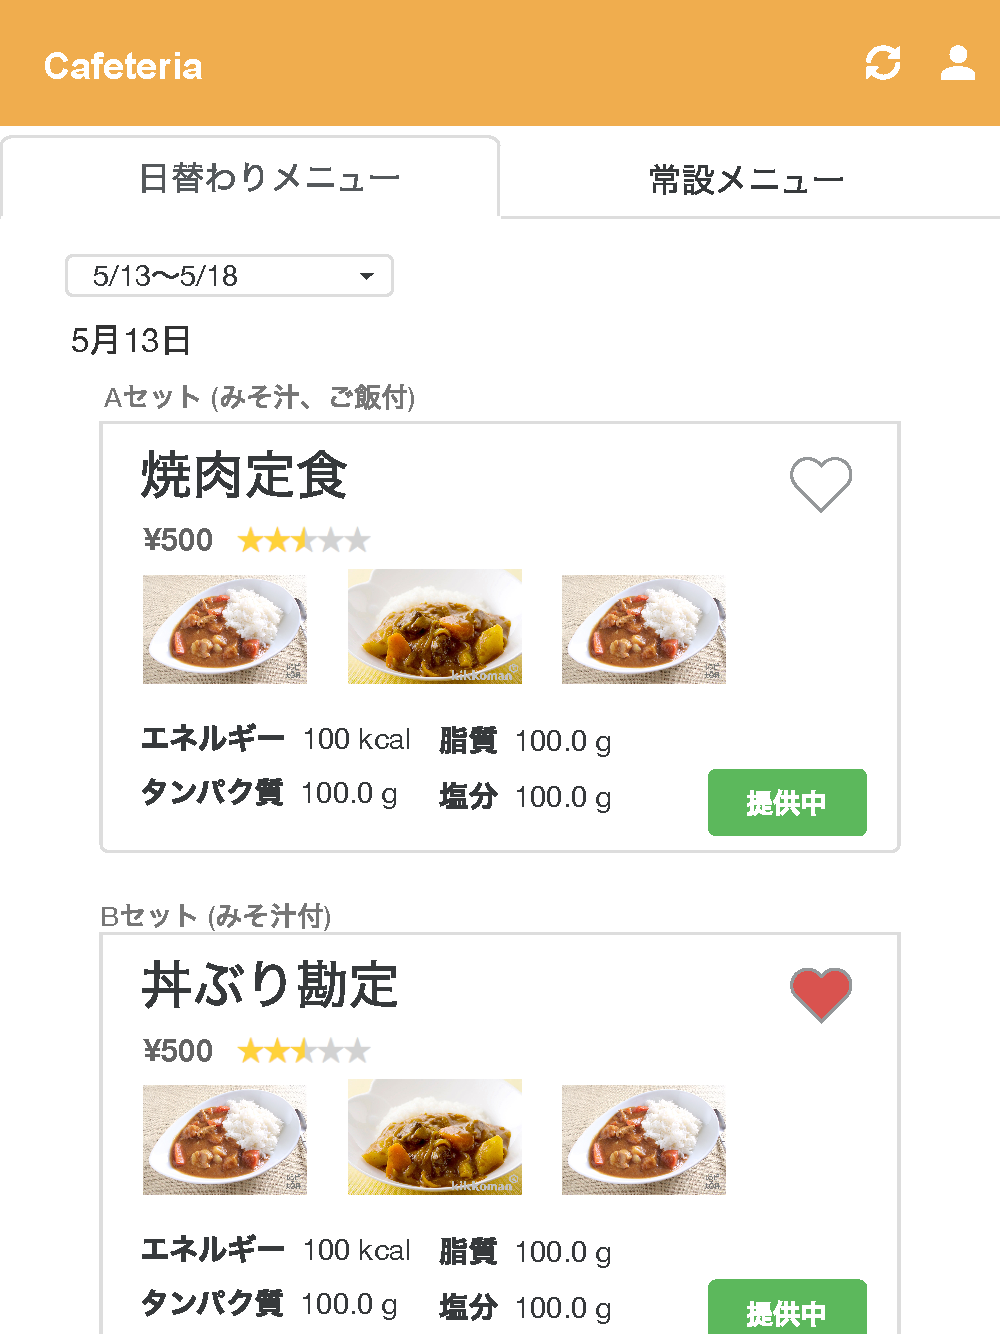 Cafeteria
日替わりメニュー
常設メニュー
5/13〜5/18
5月13日
Aセット (みそ汁、ご飯付)
焼肉定食
¥500
kikkoman
エネルギー 100 kcal 脂質 100.0 g
タンパク質 100.0 g 塩分 100.0 g
提供中
Bセット (みそ汁付)
丼ぶり勘定
¥500
kikkoman
エネルギー 100 kcal 脂質 100.0 g
タンパク質 100.0 g 塩分 100.0 g
提供中